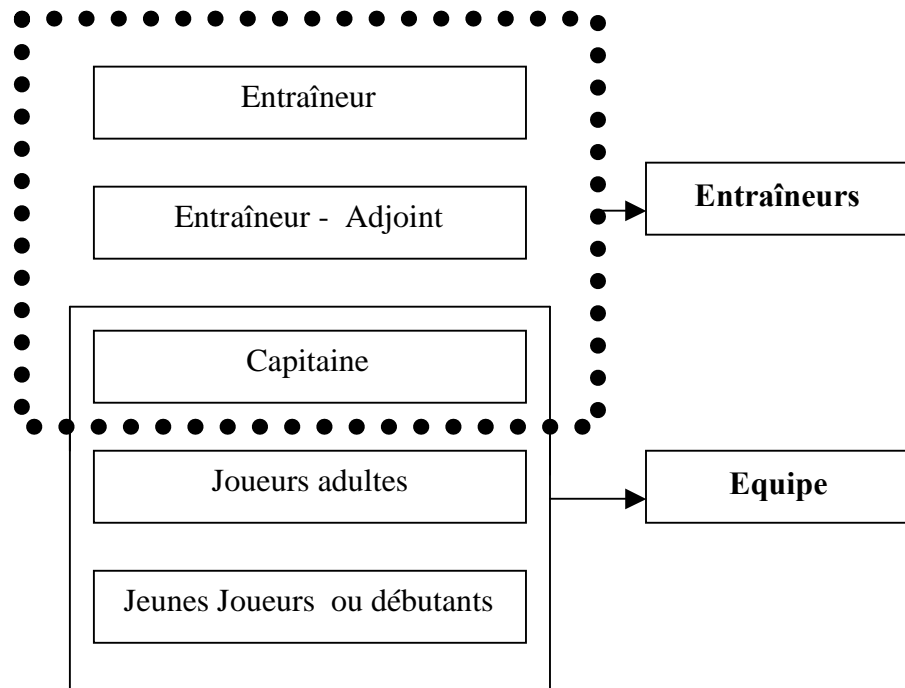 Entraîneur
Entraîneur - Adjoint
Entraîneurs
Capitaine
Joueurs adultes
Equipe
Jeunes Joueurs ou débutants